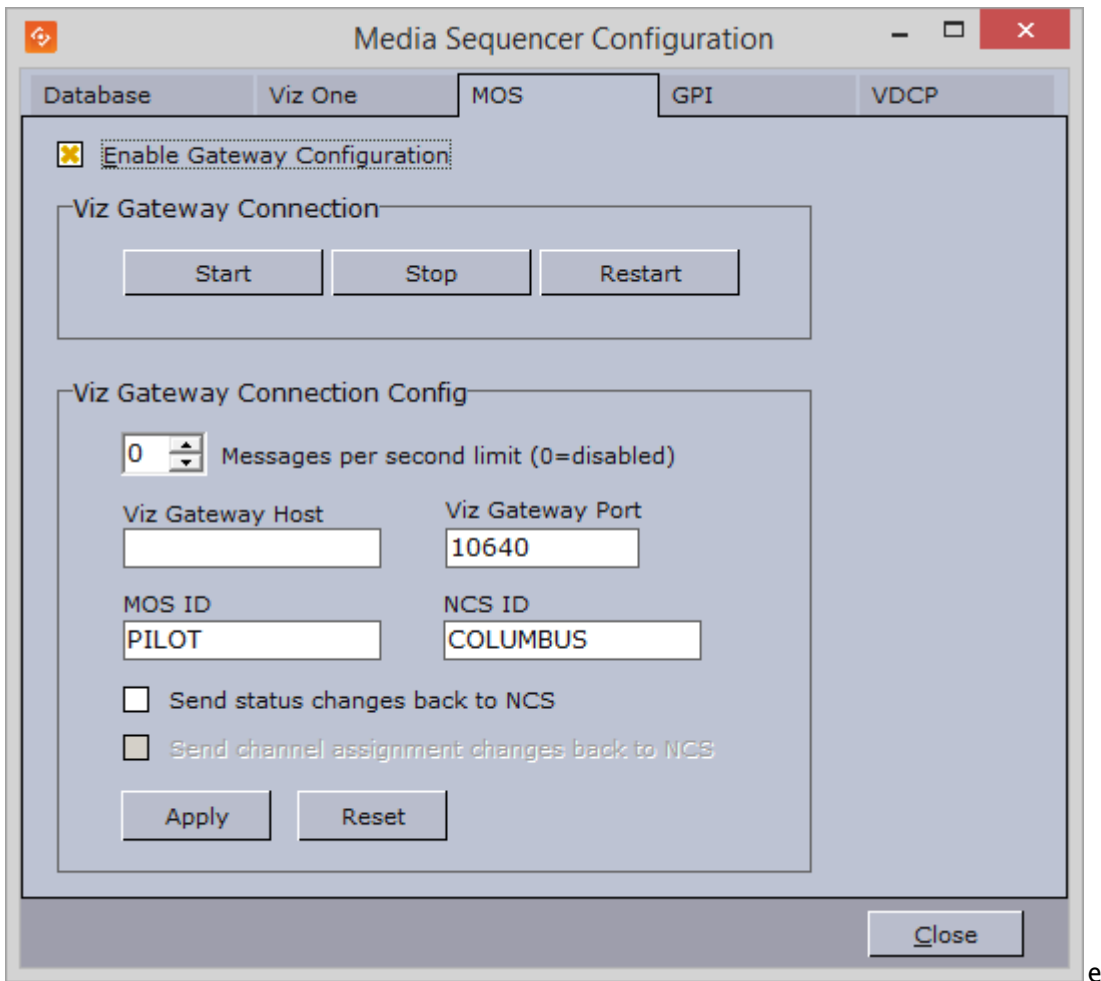 Media Sequencer Configuration
Database Viz One MOS GPI VDCP
Enable Gateway Configuration
Viz Gateway Connection
Start Stop Restart
Viz Gateway Connection Config
0 Messages per second limit (0=disabled)
Viz Gateway Host Viz Gateway Port
10640
MOS ID NCS ID
PILOT COLUMBUS
Send status changes back to NCS
Send channel assignment changes back to NCS
Apply Reset
Close
e